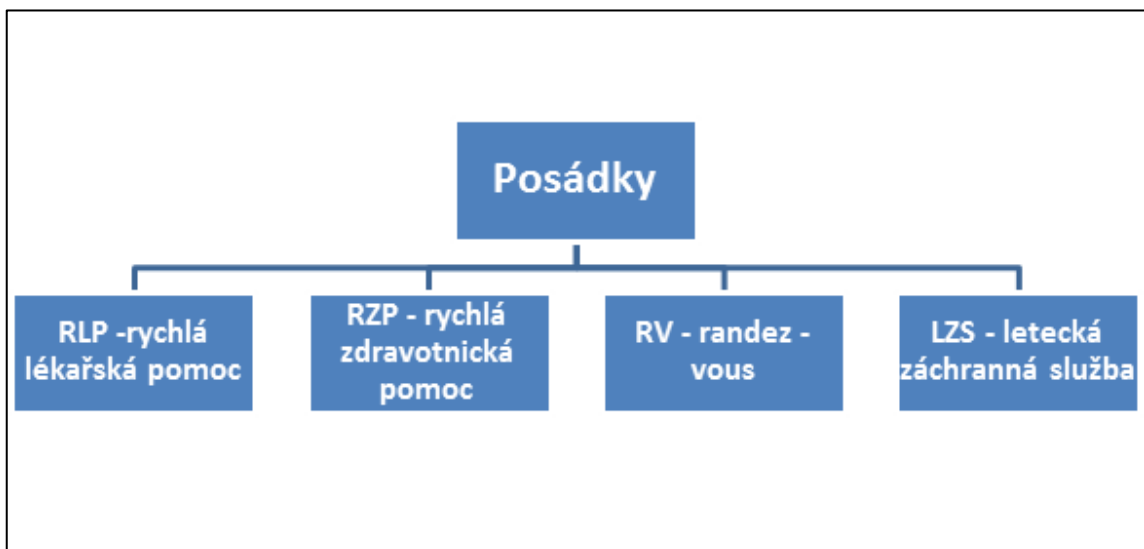 Posádky
RLP -rychlá
lékařská pomoc
RZP - rychlá
zdravotnická
pomoc
RV - randez -
vous
LZS - letecká
záchranná služba